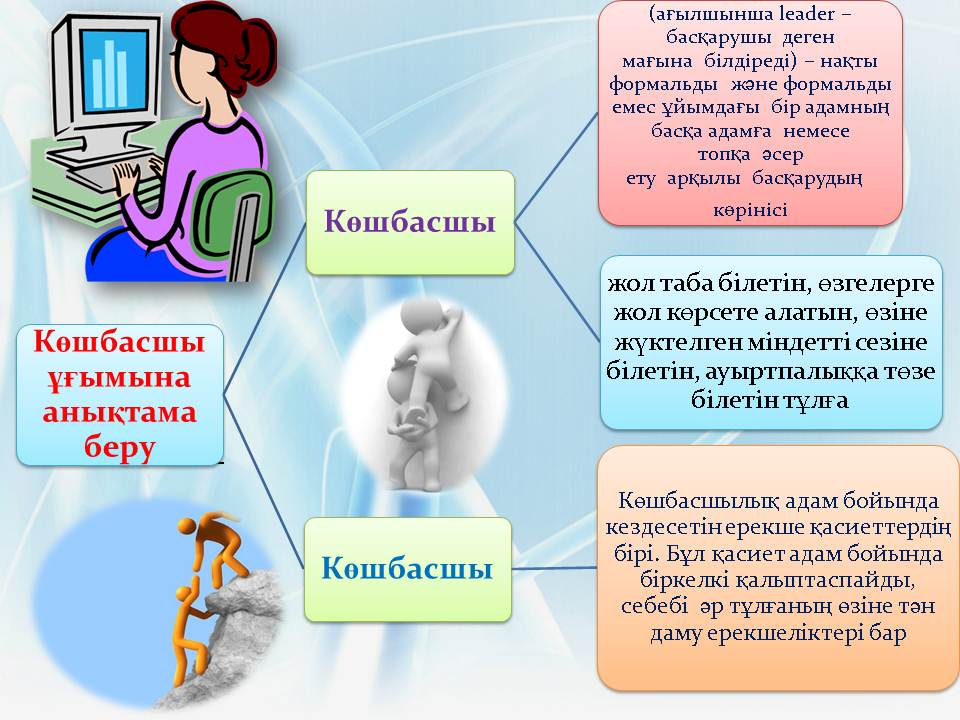 Көшбасшы
ұғымына
анықтама
беру
Көшбасшы
(ағылшынша leader –
басқарушы деген
мағына білдіреді) – нақты
формальды және формальды
емес ұйымдағы бір адамның
басқа адамға немесе
топқа әсер
ету арқылы басқарудың
көрінісі
жол таба білетін, өзгелерге
жол көрсете алатын, өзіне
жүктелген міндетті сезіне
білетін, ауыртпалыққа төзе
білетін тұлға
Көшбасшы
Көшбасшылық адам бойында
кездесетін ерекше қасиеттердің
бірі. Бұл қасиет адам бойында
біркелкі қалыптаспайды,
себебі әр тұлғаның өзіне тән
даму ерекшеліктері бар